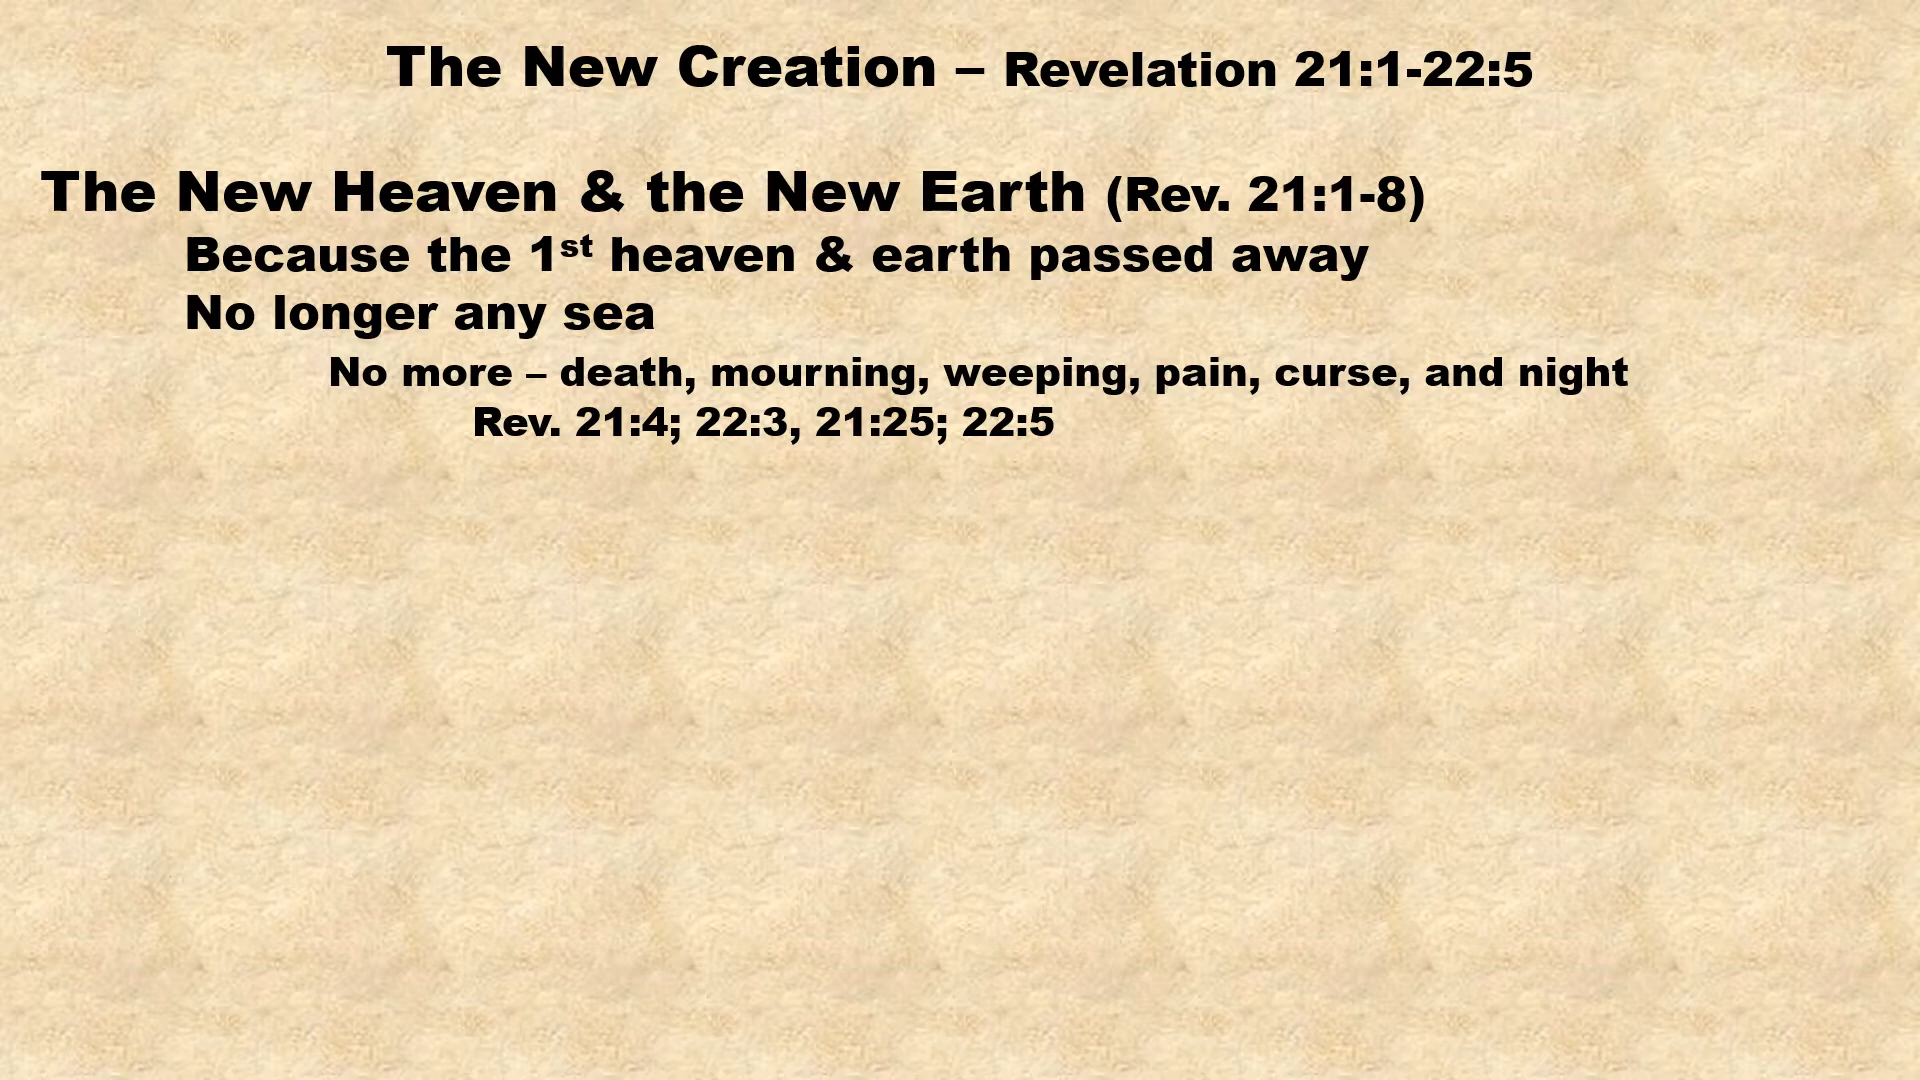 The New Creation – Revelation 21:1-22:5
The New Heaven & the New Earth (Rev. 21:1-8)
Because the 1st heaven & earth passed away
No longer any sea
No more – death, mourning, weeping, pain, curse, and night
Rev. 21:4; 22:3, 21:25; 22:5